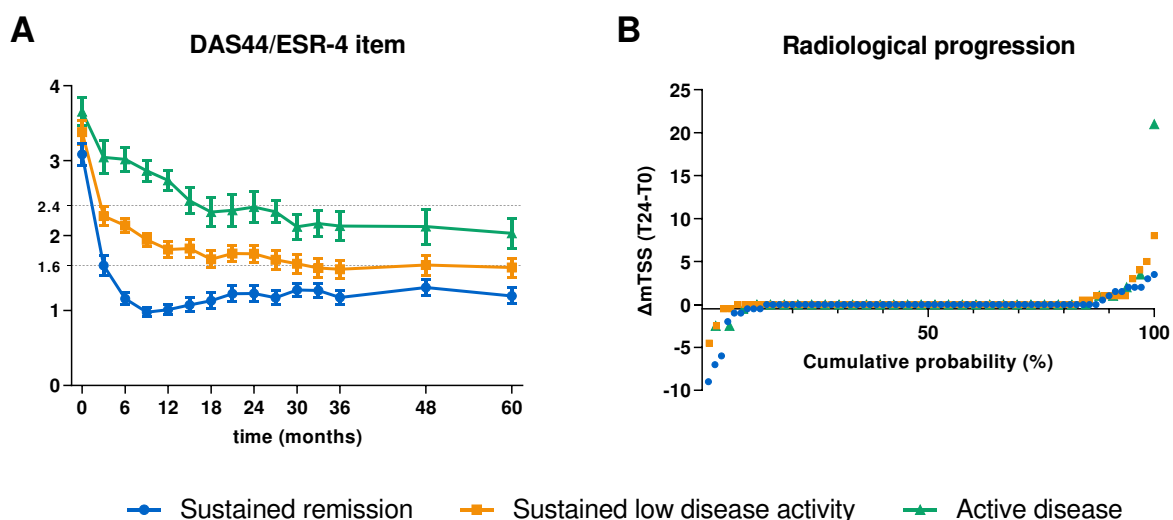 A
DAS44/ESR-4 item
4
3
2.4
2
1.6
1
0
0 6 12 18 24 30 36 48 60
time (months)
B
Radiological progression
ΔmTSS (T24-T0)
25
20
15
10
5
0
-5
-10
50 100
Cumulative probability (%)
Sustained remission Sustained low disease activity Active disease